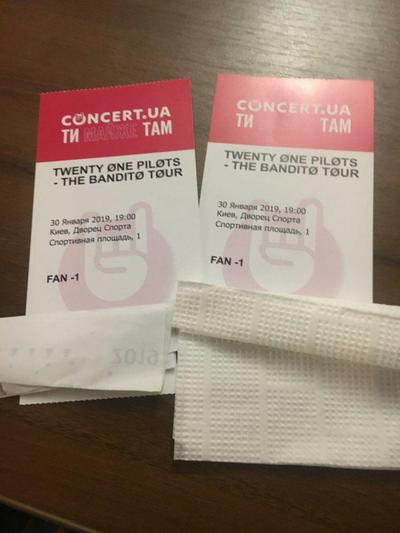 CONCERT.UA
ТИ МАЙЖЕ ТАМ
TWENTY ØNE PILØTS
- THE BANDITØ TØUR
30 Января 2019, 19:00
Киев, Дворец Спорта
Спортивная площадь, 1
FAN -1
CONCERT.UA
ТИ ТАМ
TWENTY ØNE PILØTS
- THE BANDITØ TØUR
30 Января 2019, 19:00
Киев, Дворец Спорта
Спортивная площадь, 1
FAN -1